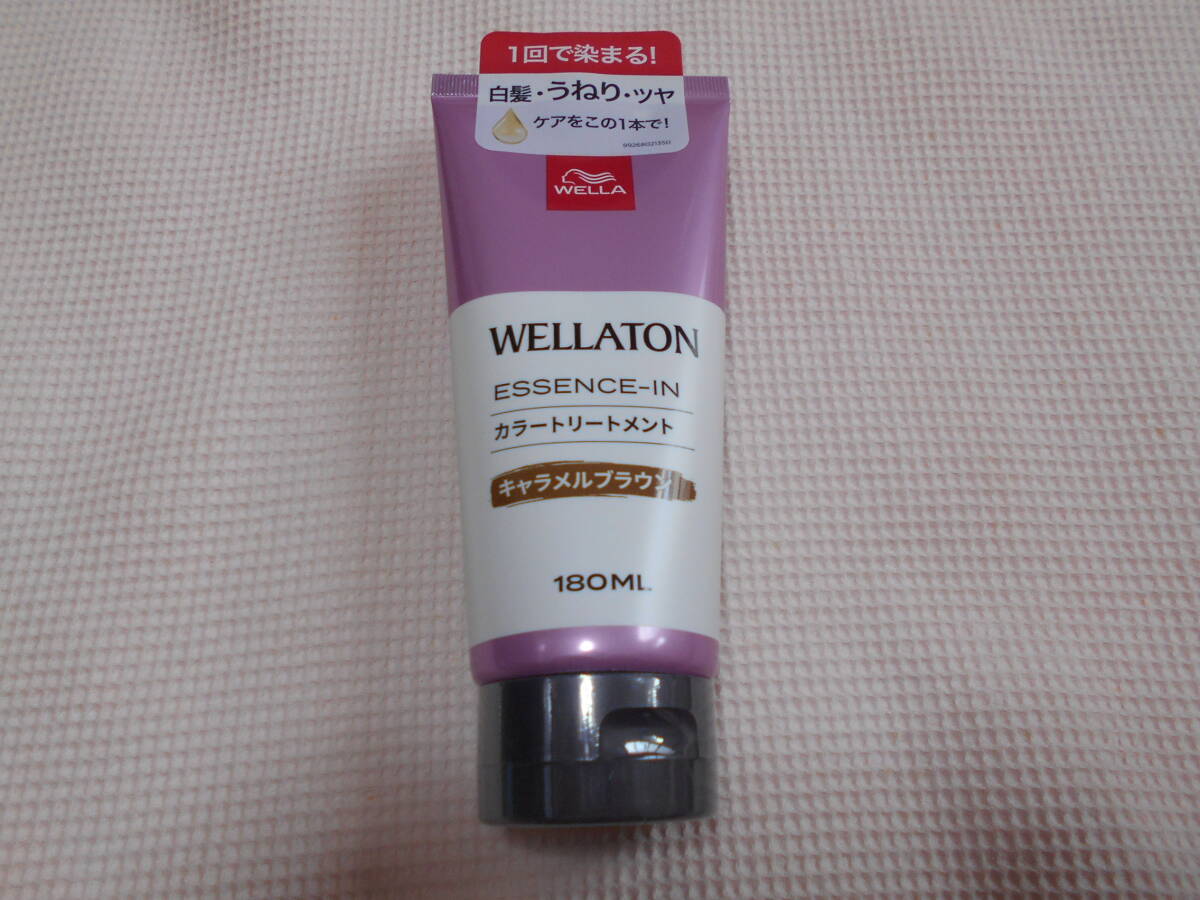 1回で染まる!
白髪・うねり・ツヤ
ケアをこの1本で!
WELLA
WELLATON
ESSENCE-IN
カラートリートメント
キャラメルブラウン
180ML